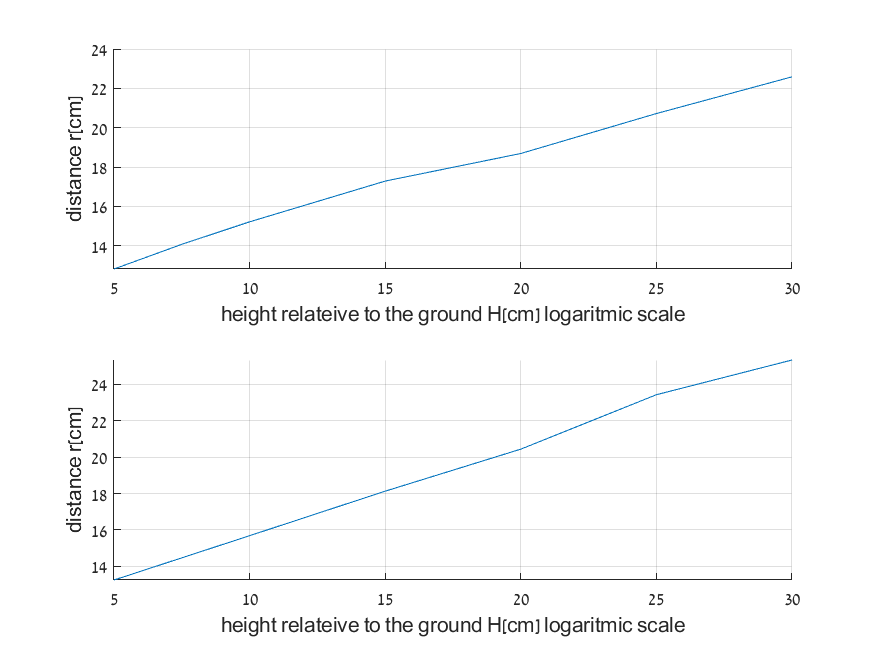 24
22
20
18
16
14
distance r[cm]
5 10 15 20 25 30
height relateive to the ground H[cm] logaritmic scale
24
22
20
18
16
14
distance r[cm]
5 10 15 20 25 30
height relateive to the ground H[cm] logaritmic scale